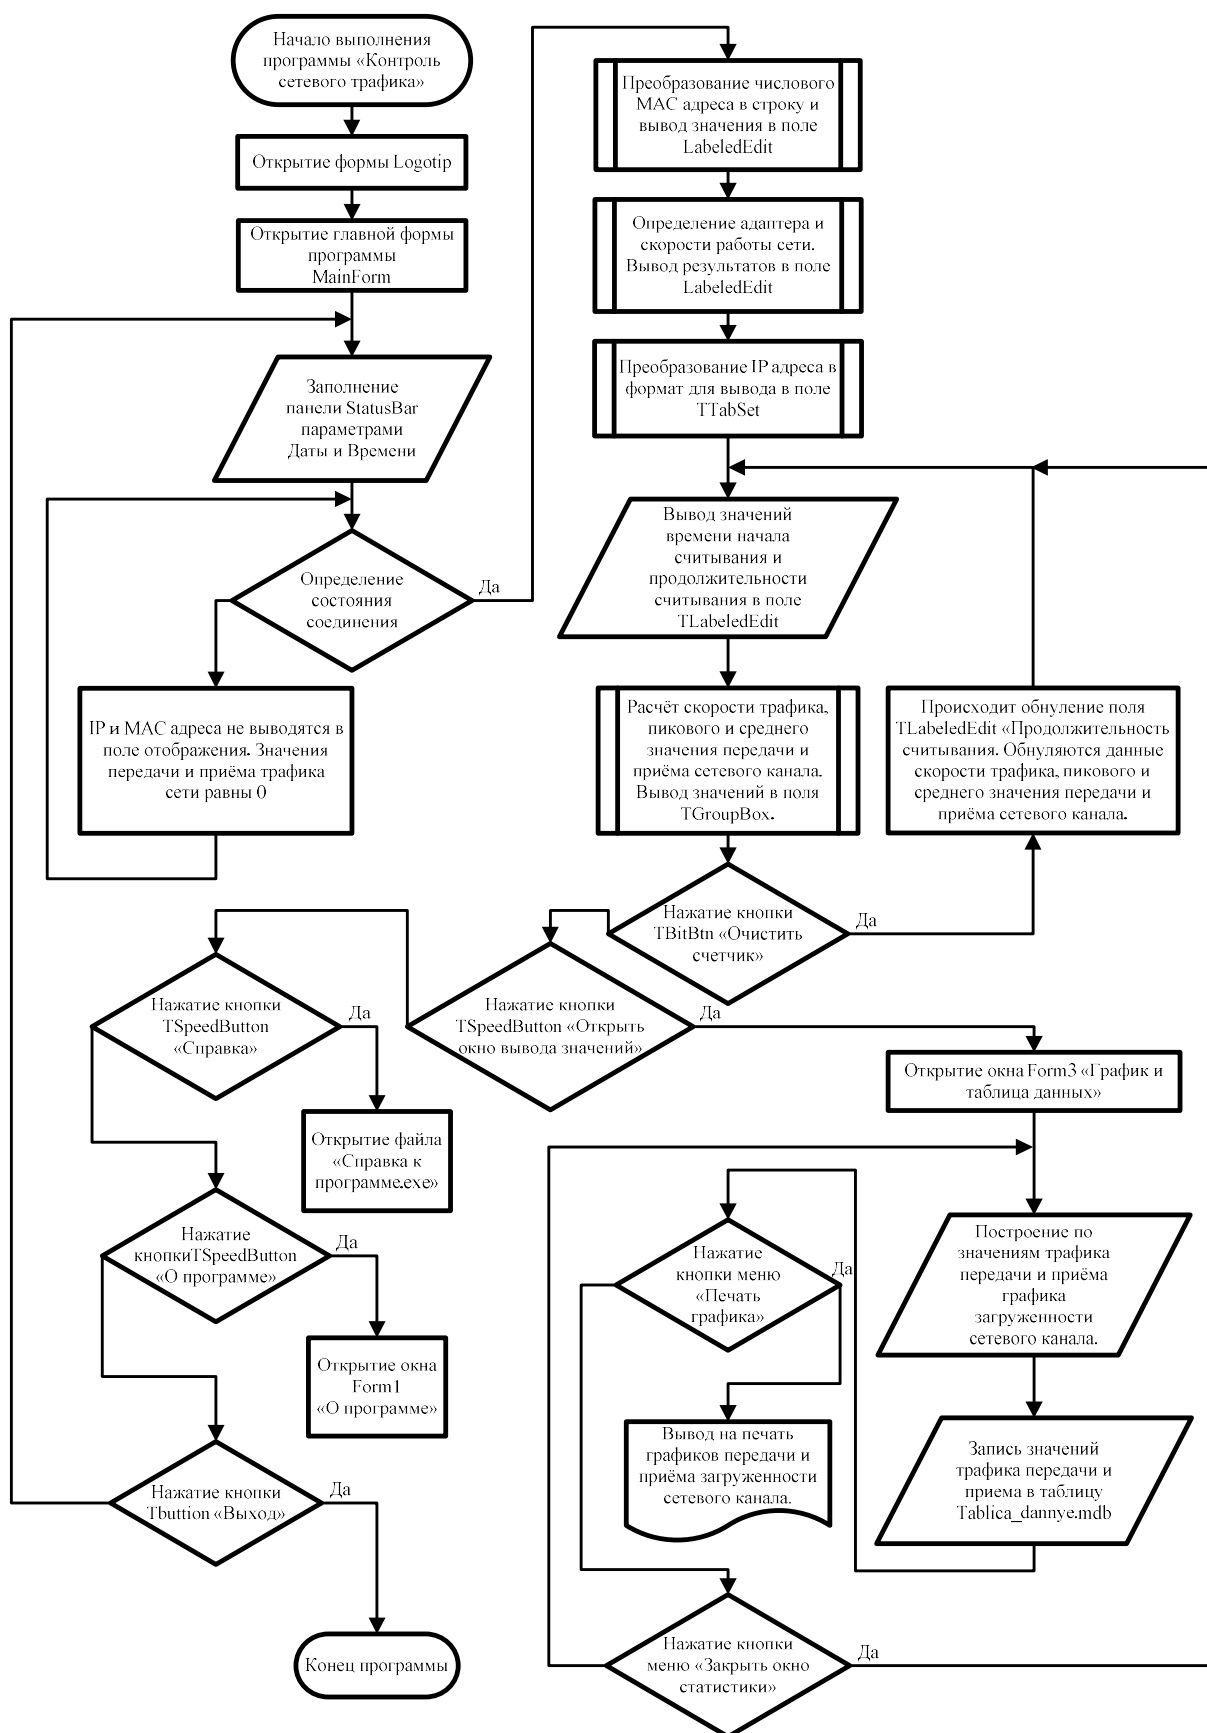 Начало выполнения
программы «Контроль
сетевого трафика»
Открытие формы Logotip
Открытие главной формы
программы
MainForm
Заполнение
панели StatusBar
параметрами
Даты и Времени
Определение
состояния
соединения
Да
IP и MAC адреса не выводятся в
поле отображения. Значения
передачи и приёма трафика
сети равны 0
Преобразование числового
MAC адреса в строку и
вывод значения в поле
LabeledEdit
Определение адаптера и
скорости работы сети.
Вывод результатов в поле
LabeledEdit
Преобразование IP адреса в
формат для вывода в поле
TTabSet
Вывод значений
времени начала
считывания и
продолжительности
считывания в поле
TLabeledEdit
Расчёт скорости трафика,
пикового и среднего
значения передачи и
приёма сетевого канала.
Вывод значений в поля
TGroupBox.
Происходит обнуление поля
TLabeledEdit «Продолжительность
считывания. Обнуляются данные
скорости трафика, пикового и
среднего значения передачи и
приёма сетевого канала.
Нажатие кнопки
TBitBtn «Очистить
счетчик»
Да
Нажатие кнопки
TSpeedButton «Открыть
окно вывода значений»
Да
Нажатие кнопки
TSpeedButton
«Справка»
Да
Открытие файла
«Справка к
программе.exe»
Нажатие
кнопкиTSpeedButton
«О программе»
Да
Открытие окна
Form1
«О программе»
Нажатие кнопки
Tbuttion «Выход»
Да
Конец программы
Открытие окна Form3 «График и
таблица данных»
Построение по
значениям трафика
передачи и приёма
графика
загруженности
сетевого канала.
Запись значений
трафика передачи и
приема в таблицу
Tablica_dannye.mdb
Нажатие
кнопки меню
«Печать
графика»
Да
Вывод на печать
графиков передачи и
приёма загруженности
сетевого канала.
Нажатие кнопки
меню «Закрыть окно
статистики»
Да